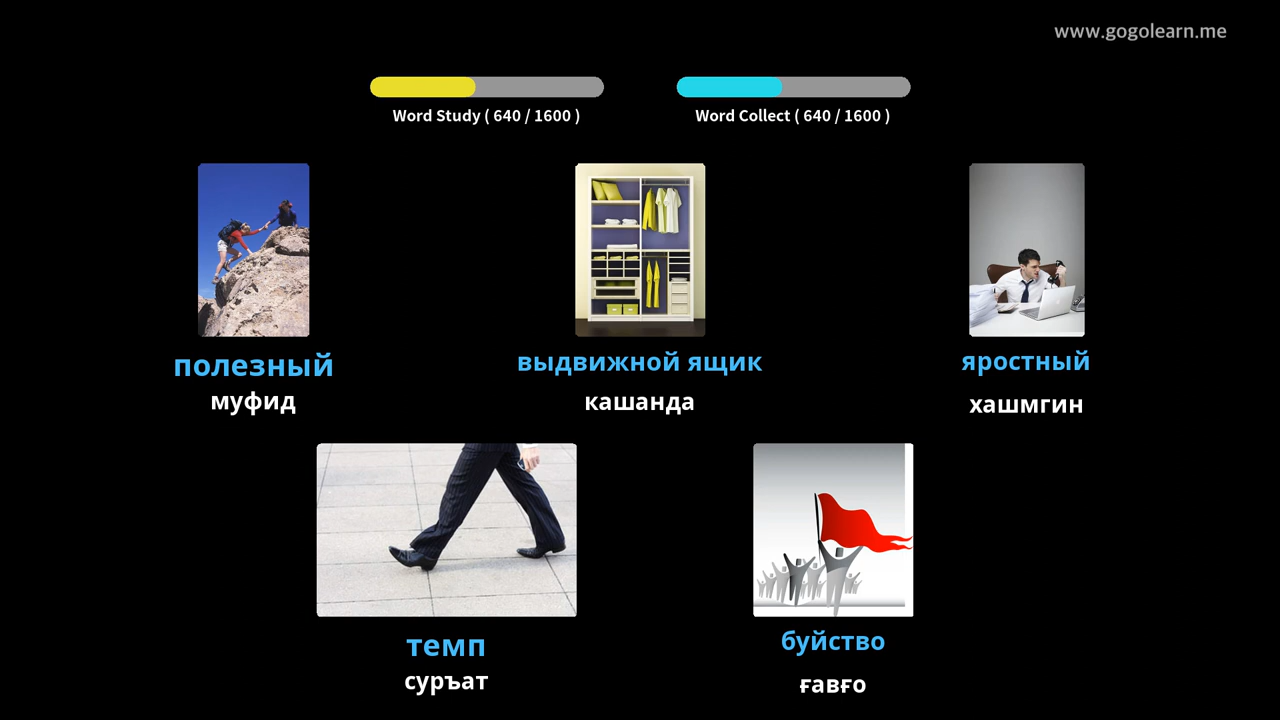 www.gogolearn.me
Word Study ( 640 / 1600 )
Word Collect ( 640 / 1600 )
полезный
муфид
выдвижной ящик
кашанда
яростный
хашмгин
темп
суръат
буйство
ғавғо